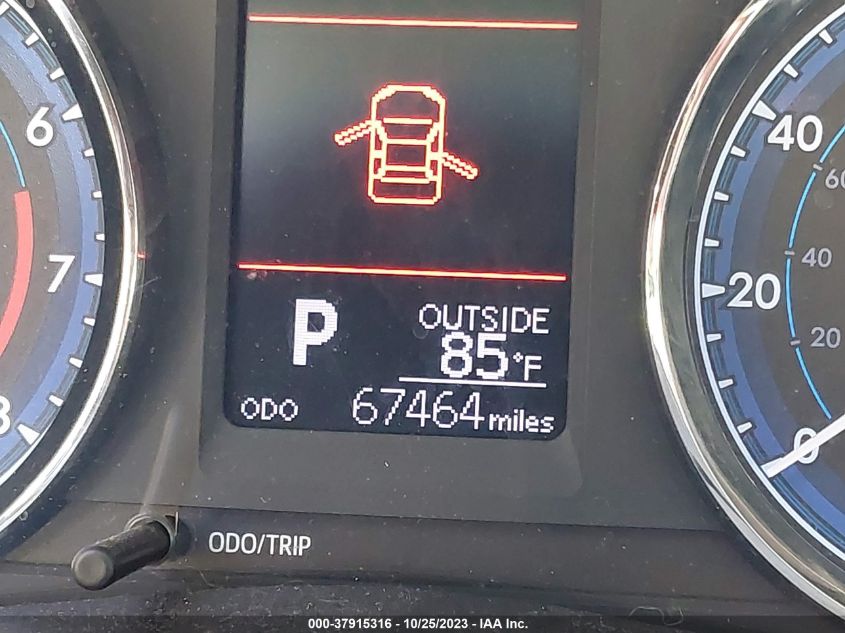 6
7
8
P
OUTSIDE
85°F
ODO 67464 miles
40
20
0
60
40
20
ODO/TRIP
000-37915316 - 10/25/2023 - IAA Inc.